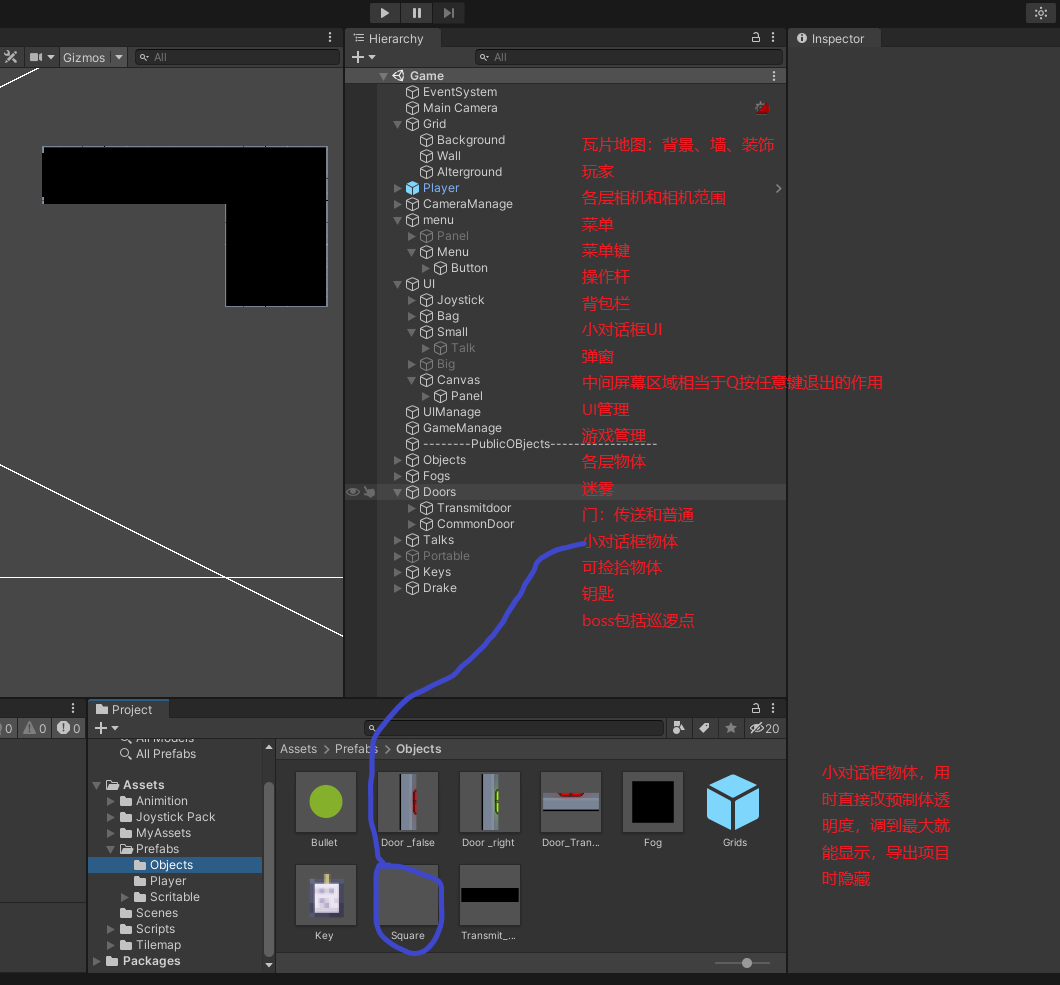 Hierarchy
Inspector
Gizmos
All
All
Game
EventSystem
Main Camera
Grid
Background
Wall
Alterground
Player
CameraManage
menu
Panel
Menu
Button
UI
Joystick
Bag
Small
Talk
Big
Canvas
Panel
UIManage
GameManage
--------PublicOBjects------------------
Objects
Fogs
Doors
Transmitdoor
CommonDoor
Talks
Portable
Keys
Drake
瓦片地图：背景、墙、装饰
玩家
各层相机和相机范围
菜单
菜单键
操作杆
背包栏
小对话框UI
弹窗
中间屏幕区域相当于Q按任意键退出的作用
UI管理
游戏管理
各层物体
迷雾
门：传送和普通
小对话框物体
可捡拾物体
钥匙
boss包括巡逻点
0
0
0
Project
20
All Models
All Prefabs
Assets
Animition
Joystick Pack
MyAssets
Prefabs
Objects
Player
Scritable
Scenes
Scripts
Tilemap
Packages
Assets > Prefabs > Objects
Bullet
Door _false
Door _right
Door_Tran...
Fog
Grids
Key
Square
Transmit_...
小对话框物体，用
时直接改预制体透
明度，调到最大就
能显示，导出项目
时隐藏